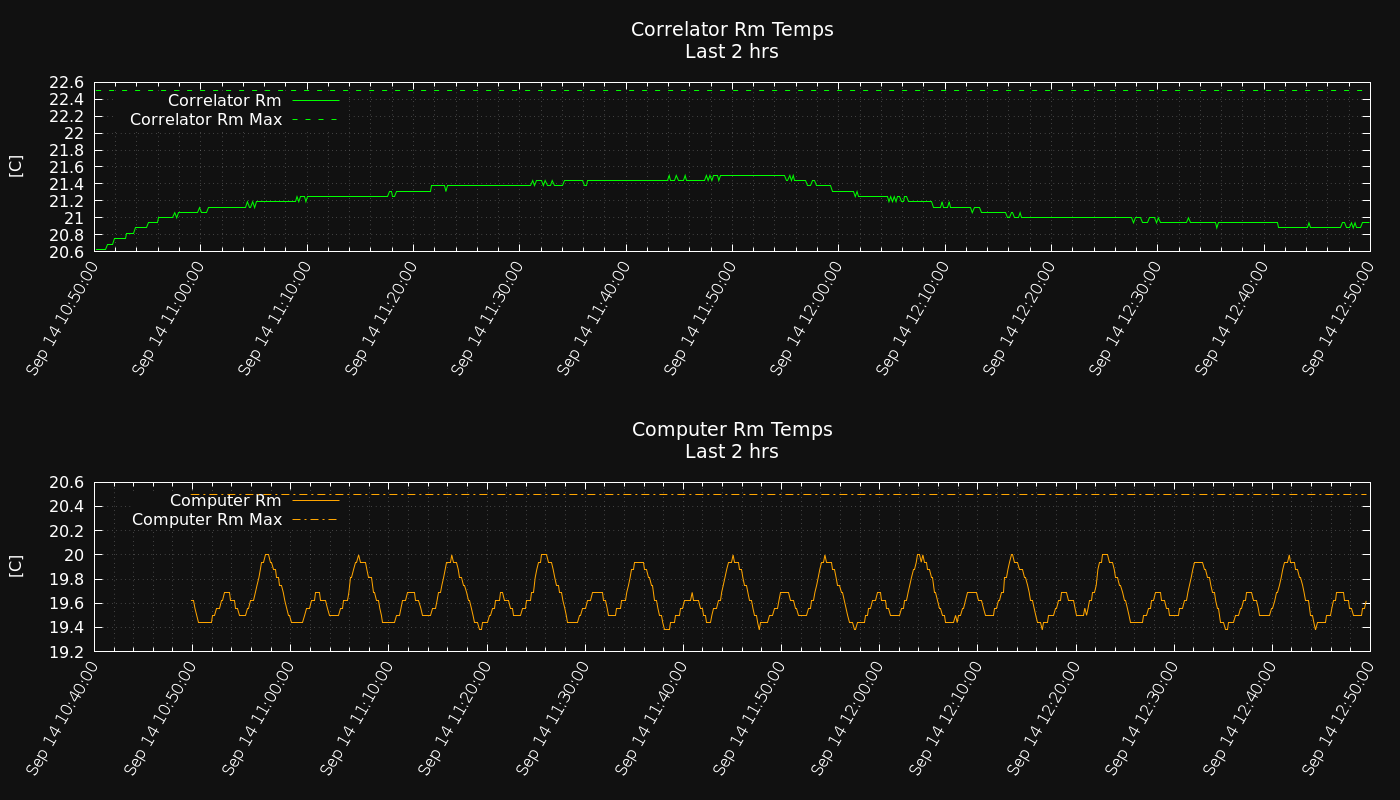 Correlator Rm Temps
Last 2 hrs
[C]
22.6
22.4
22.2
22
21.8
21.6
21.4
21.2
21
20.8
20.6
Correlator Rm
Correlator Rm Max
Sep 14 10:50:00
Sep 14 11:00:00
Sep 14 11:10:00
Sep 14 11:20:00
Sep 14 11:30:00
Sep 14 11:40:00
Sep 14 11:50:00
Sep 14 12:00:00
Sep 14 12:10:00
Sep 14 12:20:00
Sep 14 12:30:00
Sep 14 12:40:00
Sep 14 12:50:00
Computer Rm Temps
Last 2 hrs
[C]
20.6
20.4
20.2
20
19.8
19.6
19.4
19.2
Computer Rm
Computer Rm Max
Sep 14 10:40:00
Sep 14 10:50:00
Sep 14 11:00:00
Sep 14 11:10:00
Sep 14 11:20:00
Sep 14 11:30:00
Sep 14 11:40:00
Sep 14 11:50:00
Sep 14 12:00:00
Sep 14 12:10:00
Sep 14 12:20:00
Sep 14 12:30:00
Sep 14 12:40:00
Sep 14 12:50:00